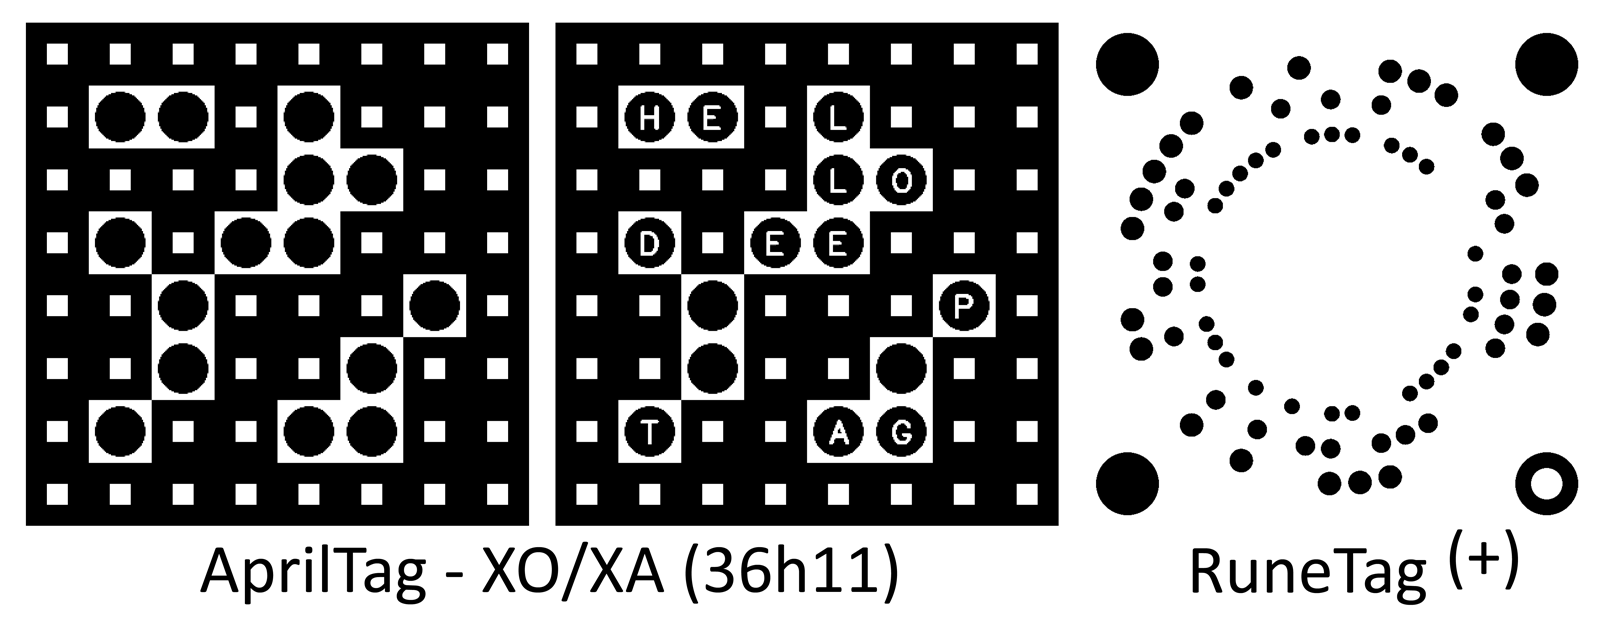 H E L
L O
D E E
P
T A G
AprilTag - XO/XA (36h11)
RuneTag (+)